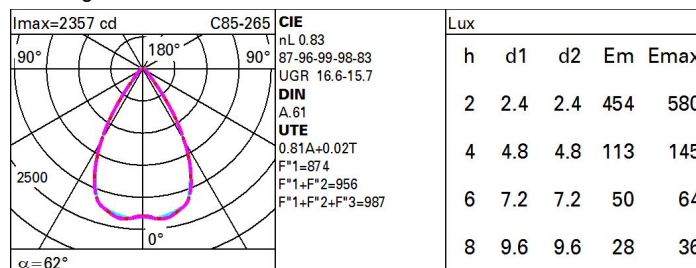 Imax=2357 cd
C85-265
90°
180°
90°
2500
0°
α=62°
CIE
nL 0.83
87-96-99-98-83
UGR 16.6-15.7
DIN
A.61
UTE
0.81A+0.02T
F"1=874
F"1+F"2=956
F"1+F"2+F"3=987
Lux
h d1 d2 Em Emax
2 2.4 2.4 454 580
4 4.8 4.8 113 145
6 7.2 7.2 50 64
8 9.6 9.6 28 36